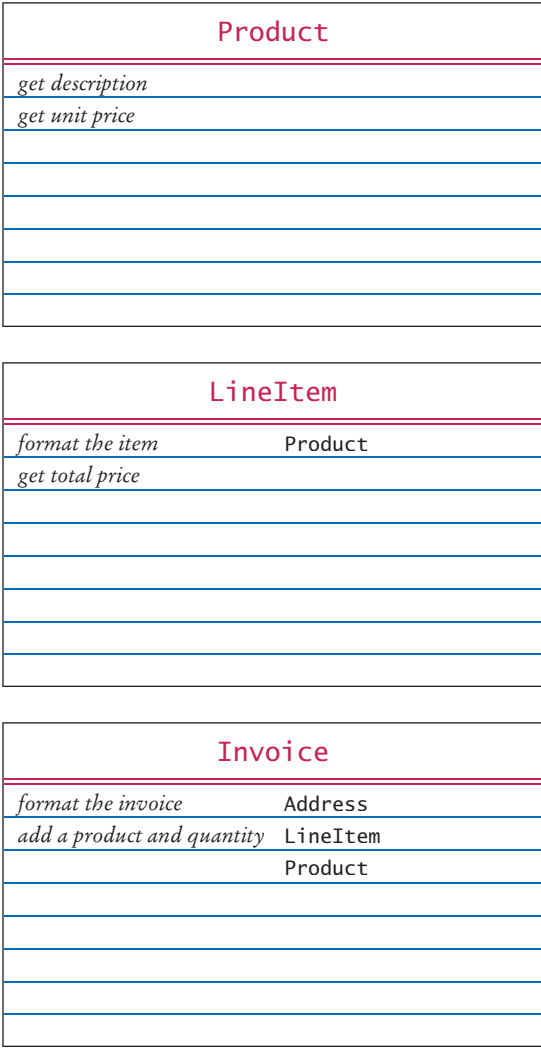 Product
get description
get unit price
LineItem
format the item Product
get total price
Invoice
format the invoice Address
add a product and quantity LineItem
Product